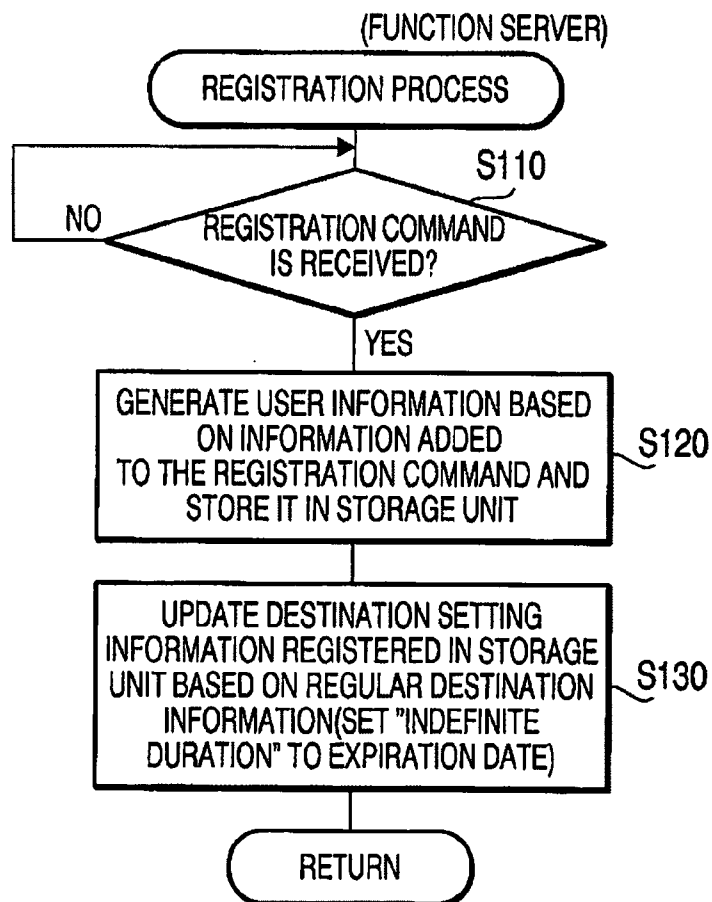 (FUNCTION SERVER)
REGISTRATION PROCESS
S110
NO
REGISTRATION COMMAND
IS RECEIVED?
YES
GENERATE USER INFORMATION BASED
ON INFORMATION ADDED
TO THE REGISTRATION COMMAND AND
STORE IT IN STORAGE UNIT
S120
UPDATE DESTINATION SETTING
INFORMATION REGISTERED IN STORAGE
UNIT BASED ON REGULAR DESTINATION
INFORMATION(SET "INDEFINITE
DURATION" TO EXPIRATION DATE)
S130
RETURN